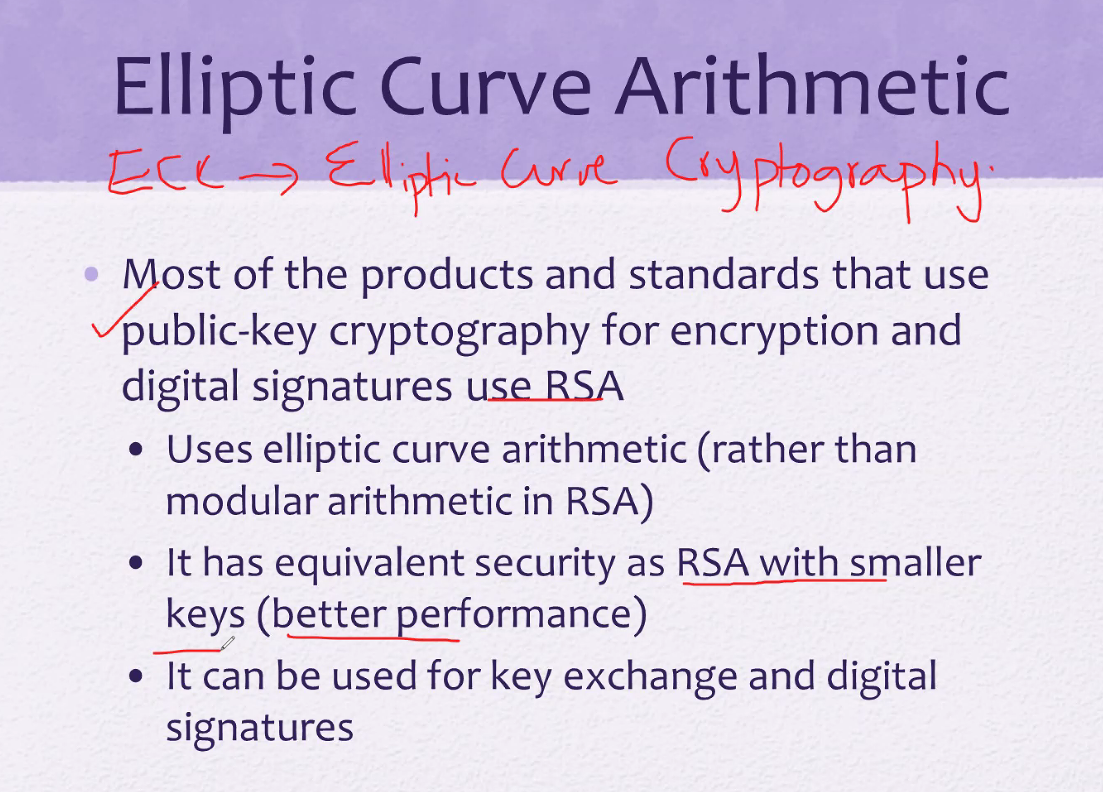 Elliptic Curve Arithmetic
ECC → Elliptic Curve Cryptography.
• Most of the products and standards that use
public-key cryptography for encryption and
digital signatures use RSA
• Uses elliptic curve arithmetic (rather than
modular arithmetic in RSA)
• It has equivalent security as RSA with smaller
keys (better performance)
• It can be used for key exchange and digital
signatures